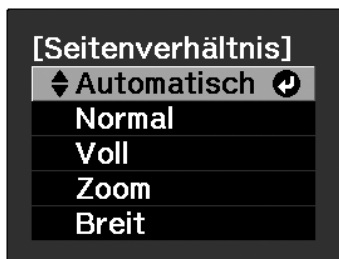 [Seitenverhältnis]
Automatisch
Normal
Voll
Zoom
Breit